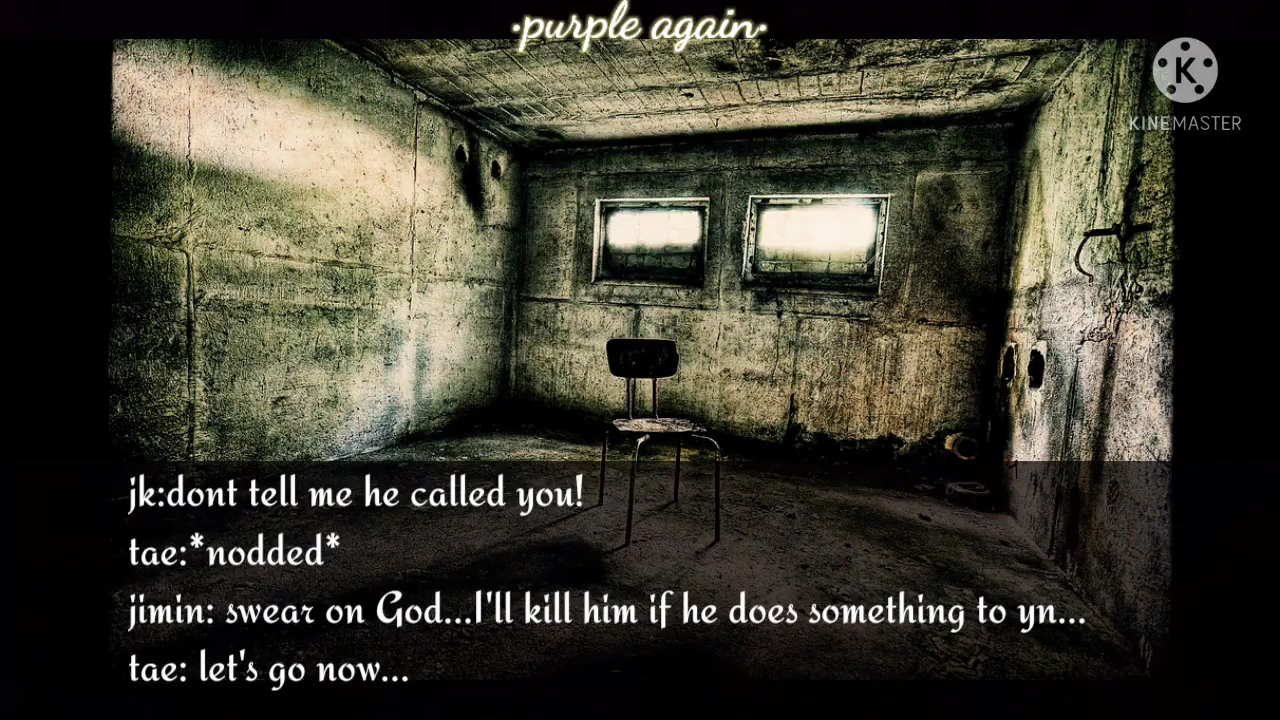 ·purple again·
K
KINEMASTER
jk:dont tell me he called you!
tae:*nodded*
jimin: swear on God...I'll kill him if he does something to yn...
tae: let's go now...